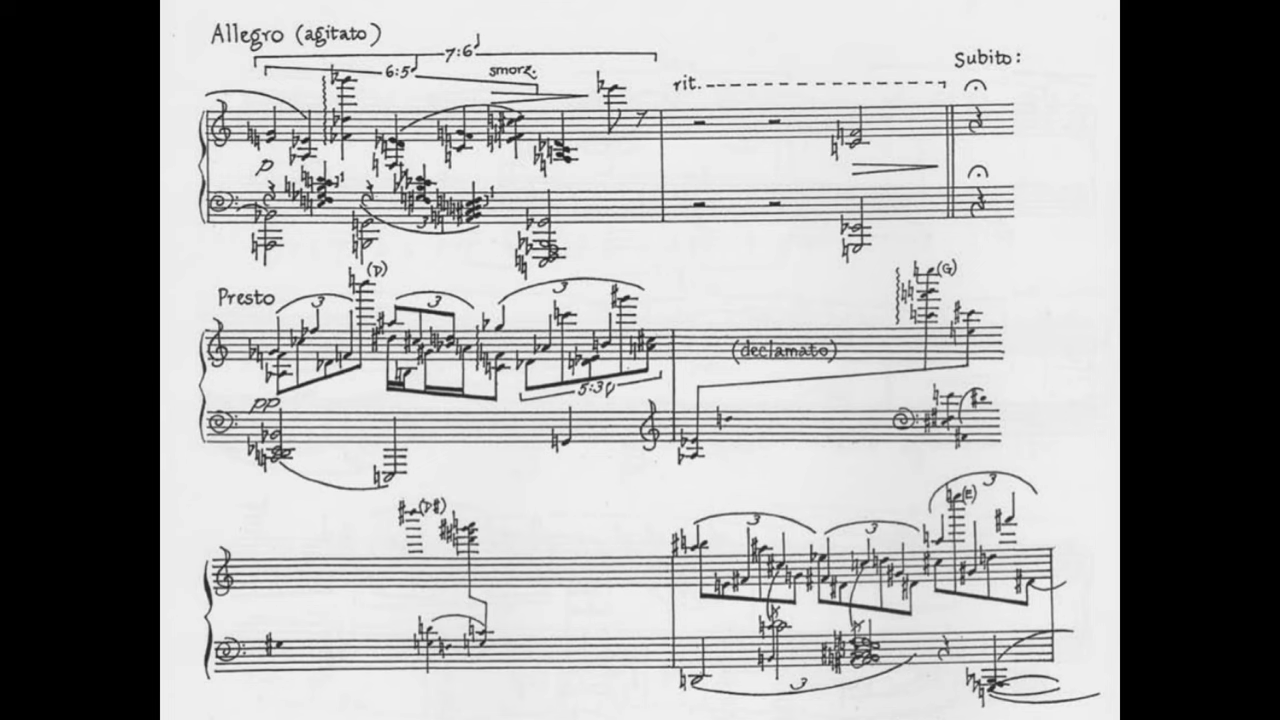 Allegro (agitato)
7:6
6:5
smorz.
rit.
Subito:
p
3
Presto
(D)
3
3
3
(G)
(declamato)
pp
5:3
(D#)
3
3
3
(E)
3